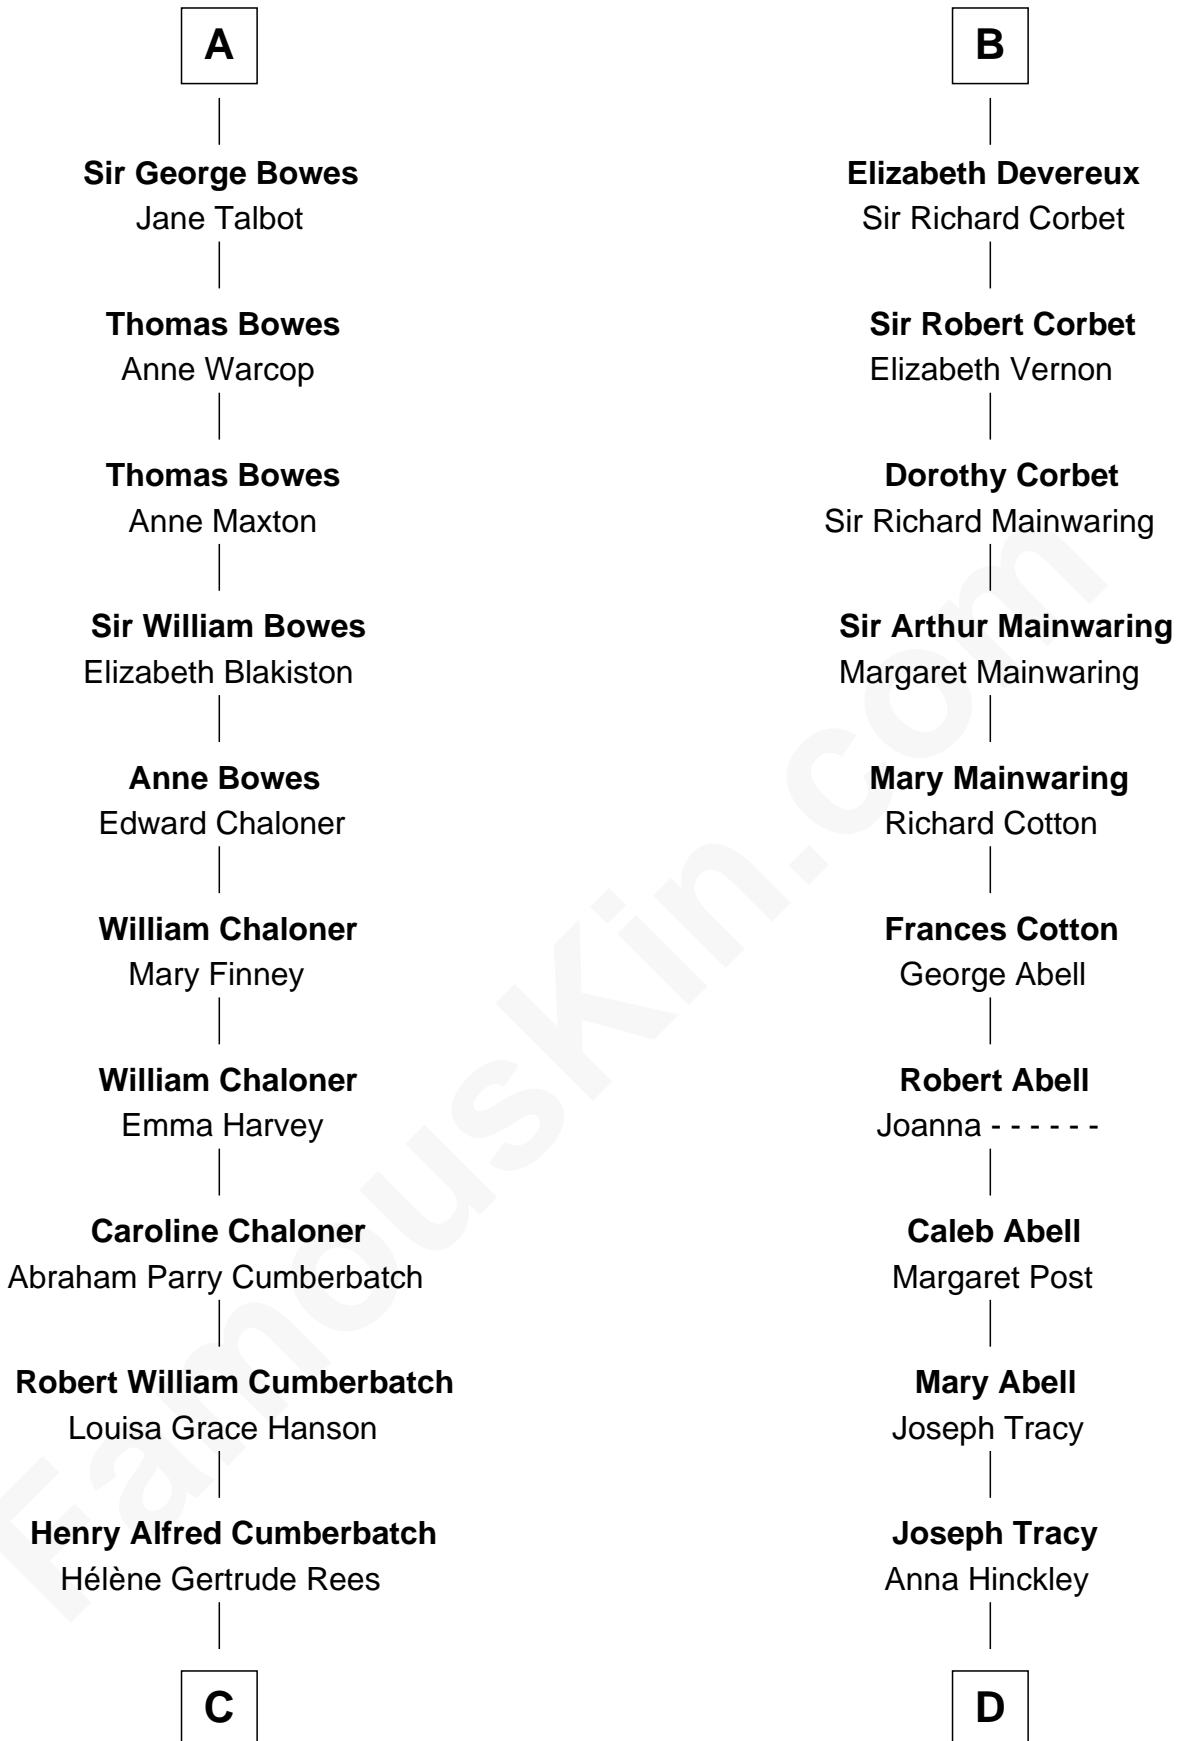 A
Sir George Bowes
Jane Talbot
Thomas Bowes
Anne Warcop
Thomas Bowes
Anne Maxton
Sir William Bowes
Elizabeth Blakiston
Anne Bowes
Edward Chaloner
William Chaloner
Mary Finney
William Chaloner
Emma Harvey
Caroline Chaloner
Abraham Parry Cumberbatch
Robert William Cumberbatch
Louisa Grace Hanson
Henry Alfred Cumberbatch
Hélène Gertrude Rees
C
B
Elizabeth Devereux
Sir Richard Corbet
Sir Robert Corbet
Elizabeth Vernon
Dorothy Corbet
Sir Richard Mainwaring
Sir Arthur Mainwaring
Margaret Mainwaring
Mary Mainwaring
Richard Cotton
Frances Cotton
George Abell
Robert Abell
Joanna - - - - - -
Caleb Abell
Margaret Post
Mary Abell
Joseph Tracy
Joseph Tracy
Anna Hinckley
D
FamousKin.com